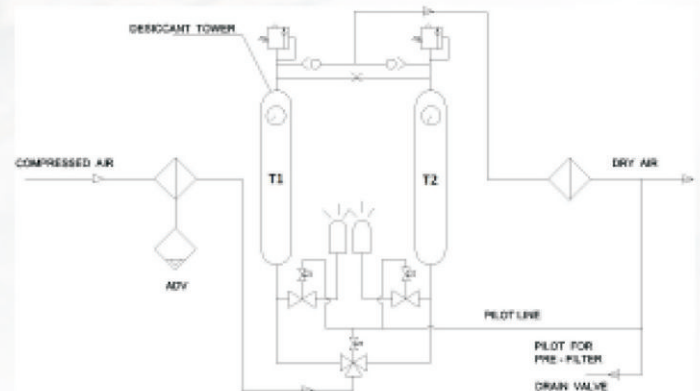 DESICCANT TOWER
COMPRESSED AIR
DRY AIR
T1
T2
ADV
PILOT LINE
PILOT FOR
PRE - FILTER
DRAIN VALVE